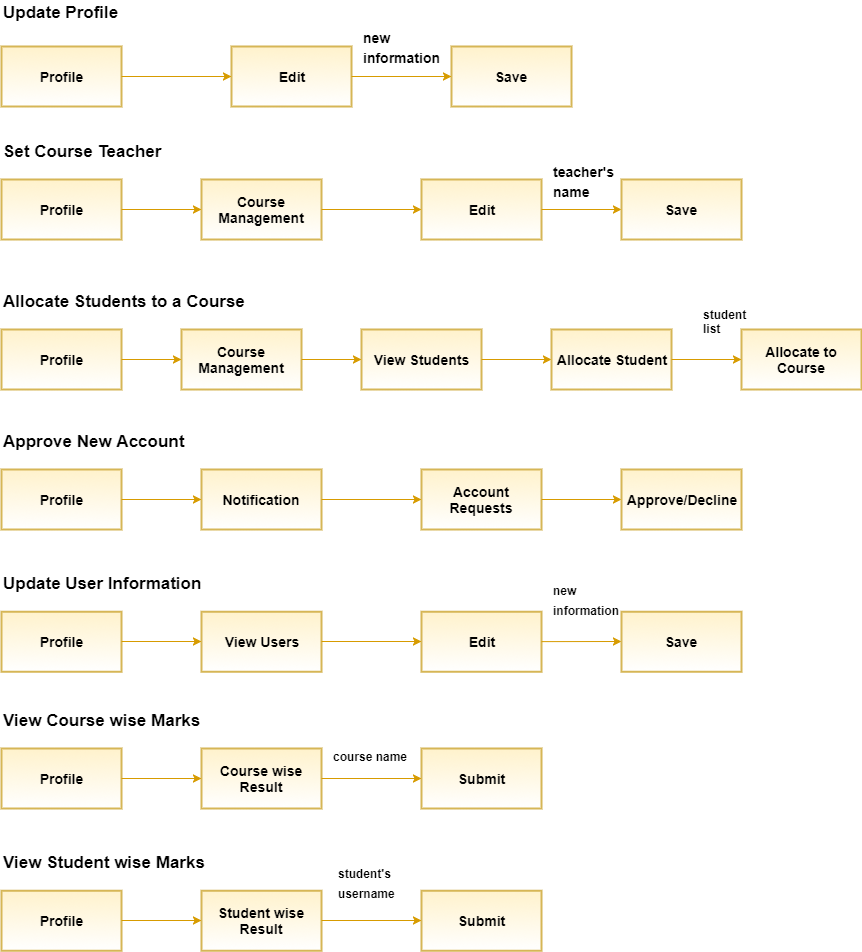 Update Profile
new
information
Profile
Edit
Save
Set Course Teacher
teacher's
name
Profile
Course
Management
Edit
Save
Allocate Students to a Course
student
list
Profile
Course
Management
View Students
Allocate Student
Allocate to
Course
Approve New Account
Profile
Notification
Account
Requests
Approve/Decline
Update User Information
new
information
Profile
View Users
Edit
Save
View Course wise Marks
course name
Profile
Course wise
Result
Submit
View Student wise Marks
student's
username
Profile
Student wise
Result
Submit